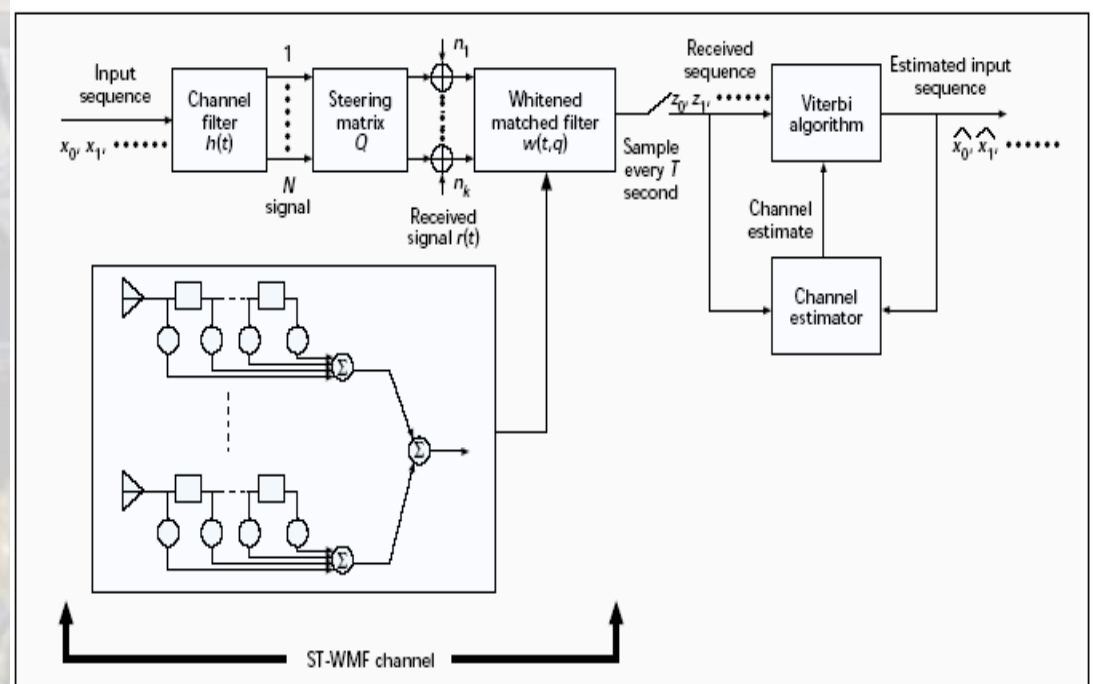 Input
sequence
x0, x1, ••••••
Channel
filter
h(t)
1
N
signal
Steering
matrix
Q
n1
nk
Received
signal r(t)
Whitened
matched filter
w(t,q)
Sample
every T
second
Received
sequence
z0, z1, ••••••
Viterbi
algorithm
Estimated input
sequence
x̂0, x̂1, ••••••
Channel
estimate
Channel
estimator
Σ
Σ
Σ
ST-WMF channel